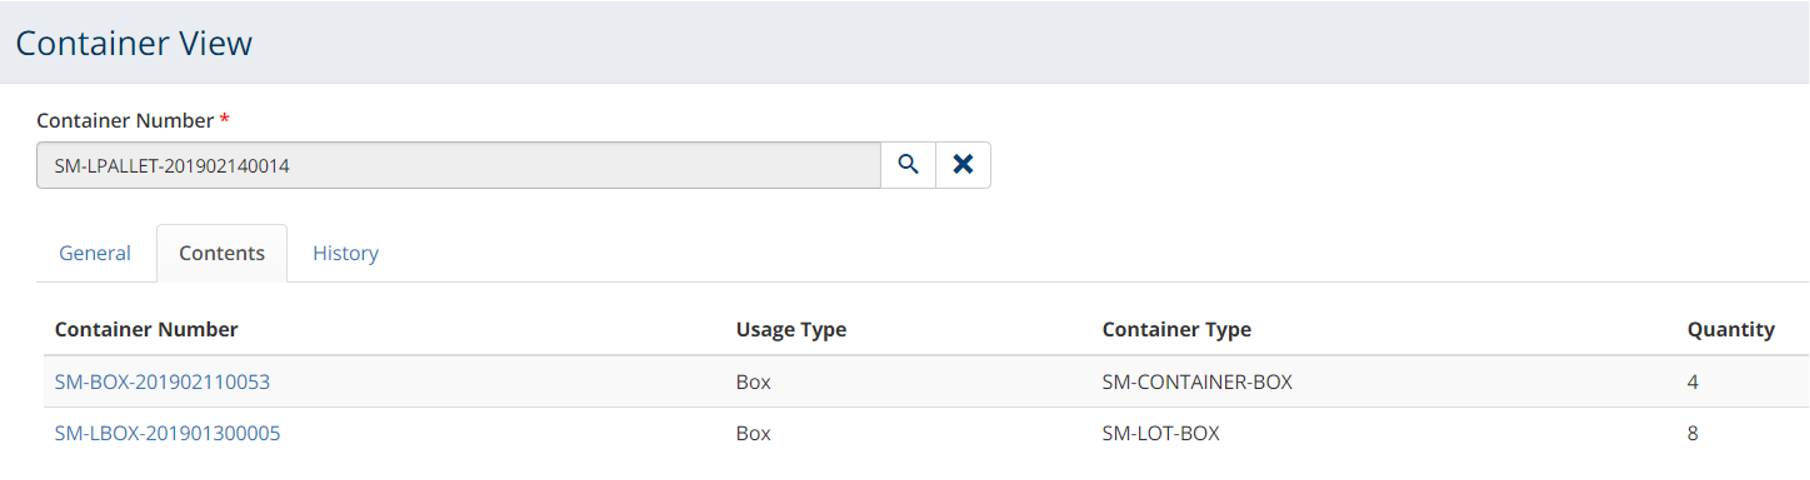 Container View
Container Number *
SM-LPALLET-201902140014
General Contents History
Container Number Usage Type Container Type Quantity
SM-BOX-201902110053 Box SM-CONTAINER-BOX 4
SM-LBOX-201901300005 Box SM-LOT-BOX 8